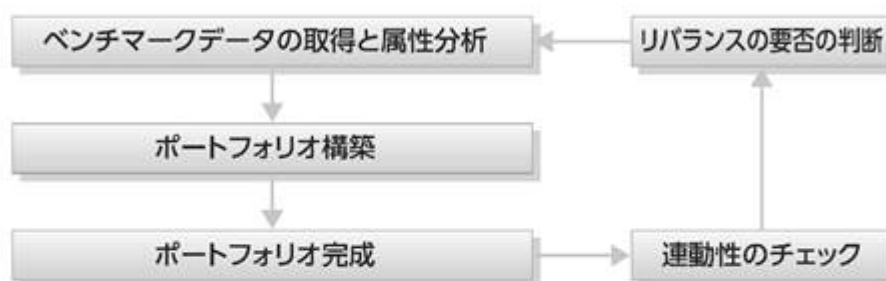 ベンチマークデータの取得と属性分析
リバランスの要否の判断
ポートフォリオ構築
ポートフォリオ完成
連動性のチェック